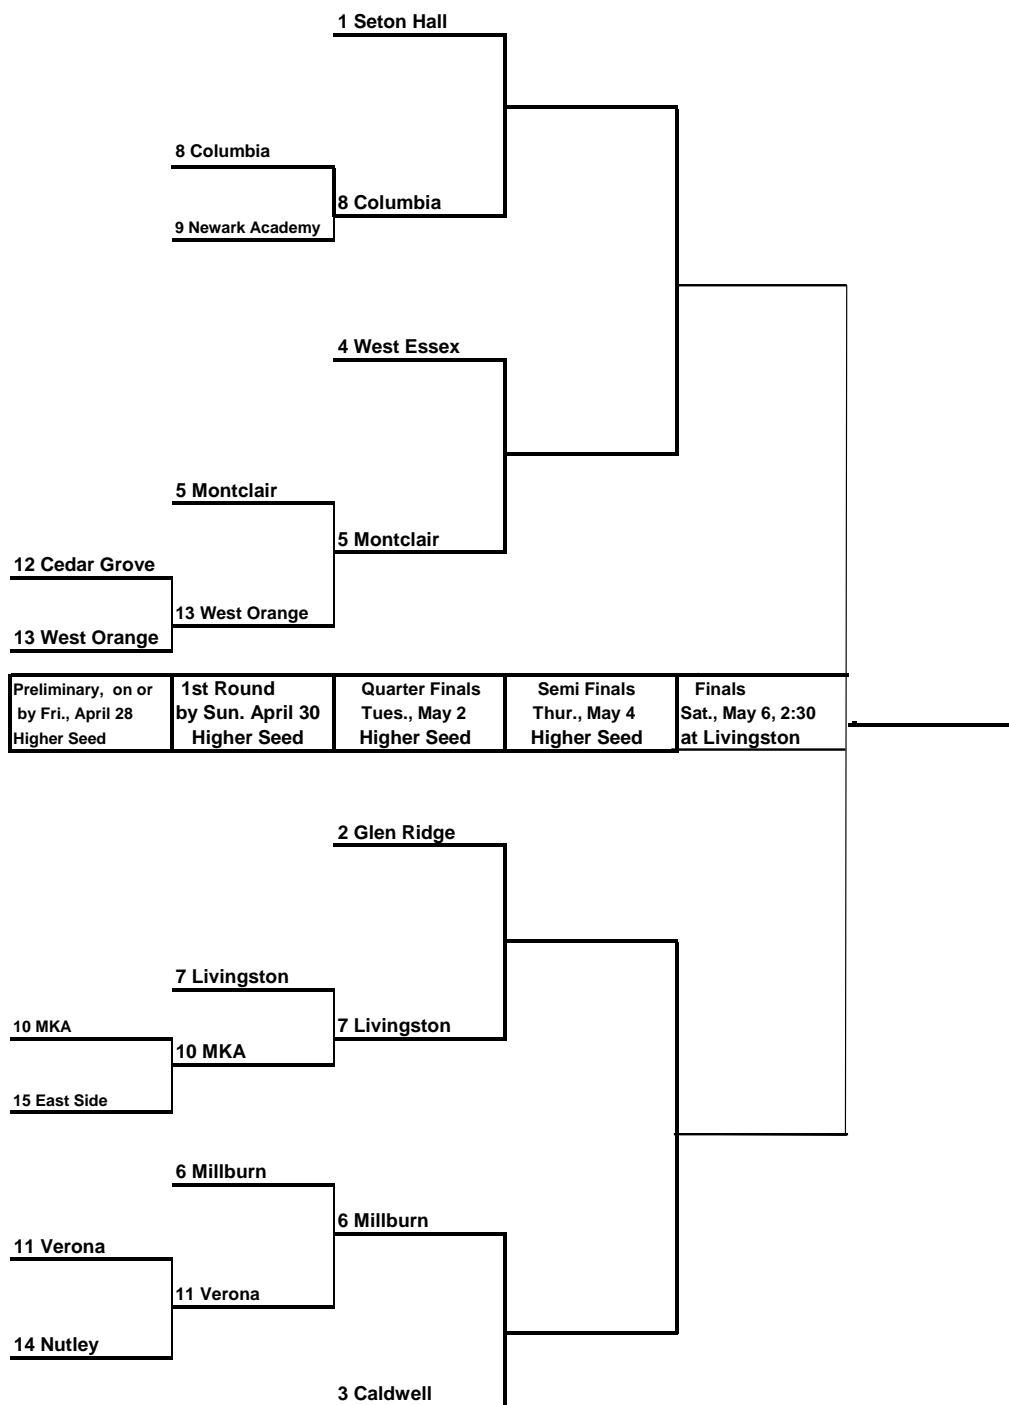 1 Seton Hall
8 Columbia
8 Columbia
9 Newark Academy
4 West Essex
5 Montclair
5 Montclair
12 Cedar Grove
13 West Orange
13 West Orange
Preliminary, on or
by Fri., April 28
Higher Seed
1st Round
by Sun. April 30
Higher Seed
Quarter Finals
Tues., May 2
Higher Seed
Semi Finals
Thur., May 4
Higher Seed
Finals
Sat., May 6, 2:30
at Livingston
2 Glen Ridge
7 Livingston
10 MKA
7 Livingston
10 MKA
15 East Side
6 Millburn
6 Millburn
11 Verona
11 Verona
14 Nutley
3 Caldwell